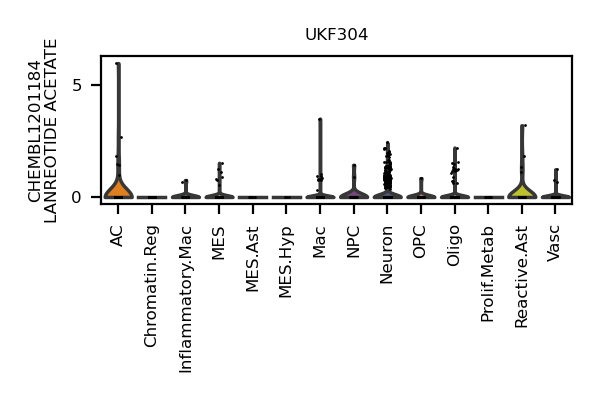 UKF304
CHEMBL1201184
LANREOTIDE ACETATE
5
0
AC
Chromatin.Reg
Inflammatory.Mac
MES
MES.Ast
MES.Hyp
Mac
NPC
Neuron
OPC
Oligo
Prolif.Metab
Reactive.Ast
Vasc